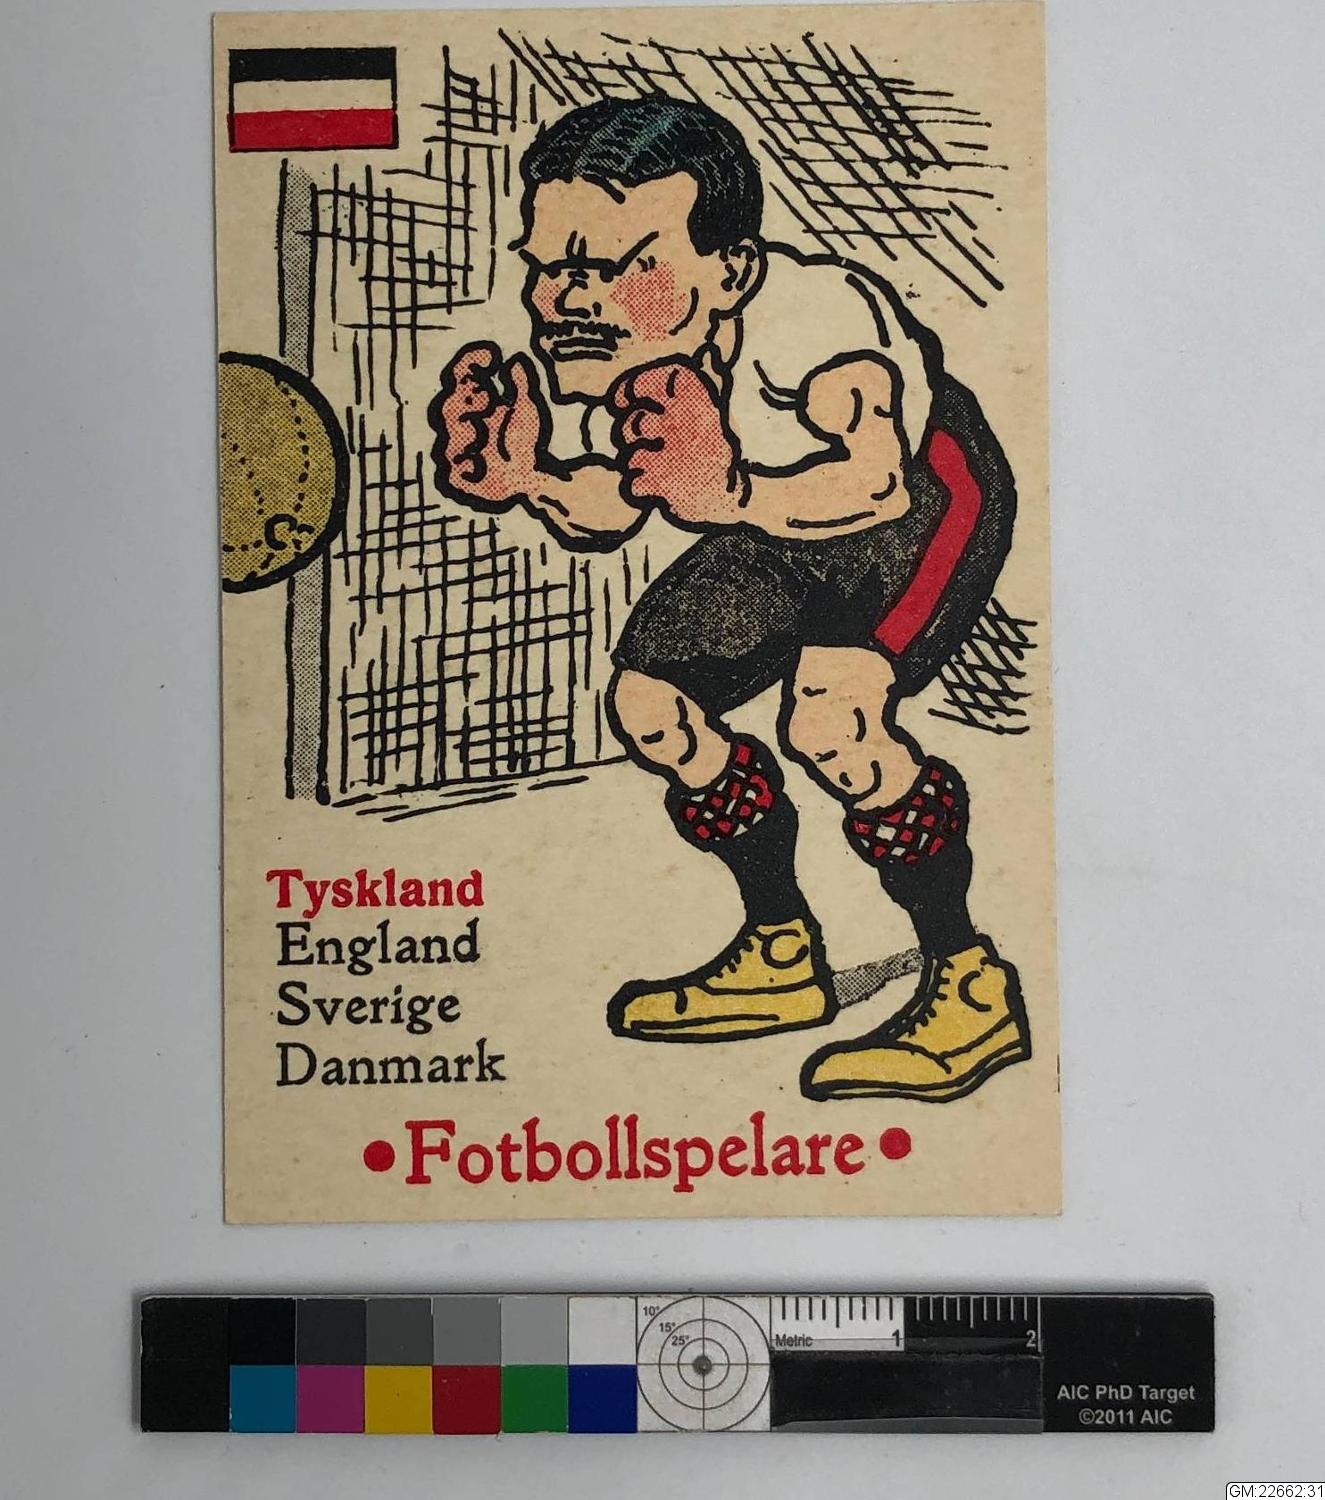 Tyskland
England
Sverige
Danmark
•Fotbollspelare•
10°
15°
25°
Metric
1
2
AIC PhD Target
©2011 AIC
GM:22662:31